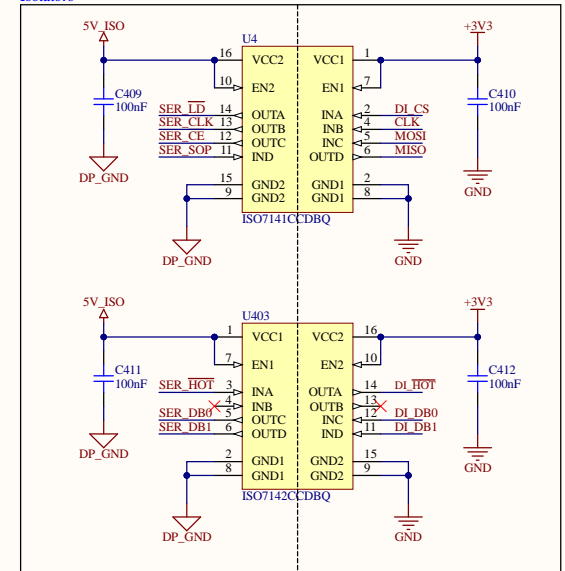 5V_ISO
U4
+3V3
16 VCC2 VCC1 1
10 EN2 EN1 7
C409
100nF
C410
100nF
SER_LD 14 OUTA INA 3 DI_CS
SER_CLK 13 OUTB INB 4 CLK
SER_CE 12 OUTC INC 5 MOSI
SER_SOP 11 IND OUTD 6 MISO
DP_GND
GND
15 GND2 GND1 2
9 GND2 GND1 8
ISO7141CCDBQ
DP_GND
GND
5V_ISO
U403
+3V3
1 VCC1 VCC2 16
7 EN1 EN2 10
C411
100nF
C412
100nF
SER_HOT 3 INA OUTA 14 DI_HOT
4 INB OUTB 13
SER_DB0 5 OUTC INC 12 DI_DB0
SER_DB1 6 OUTD IND 11 DI_DB1
DP_GND
GND
2 GND1 GND2 15
8 GND1 GND2 9
ISO7142CCDBQ
DP_GND
GND